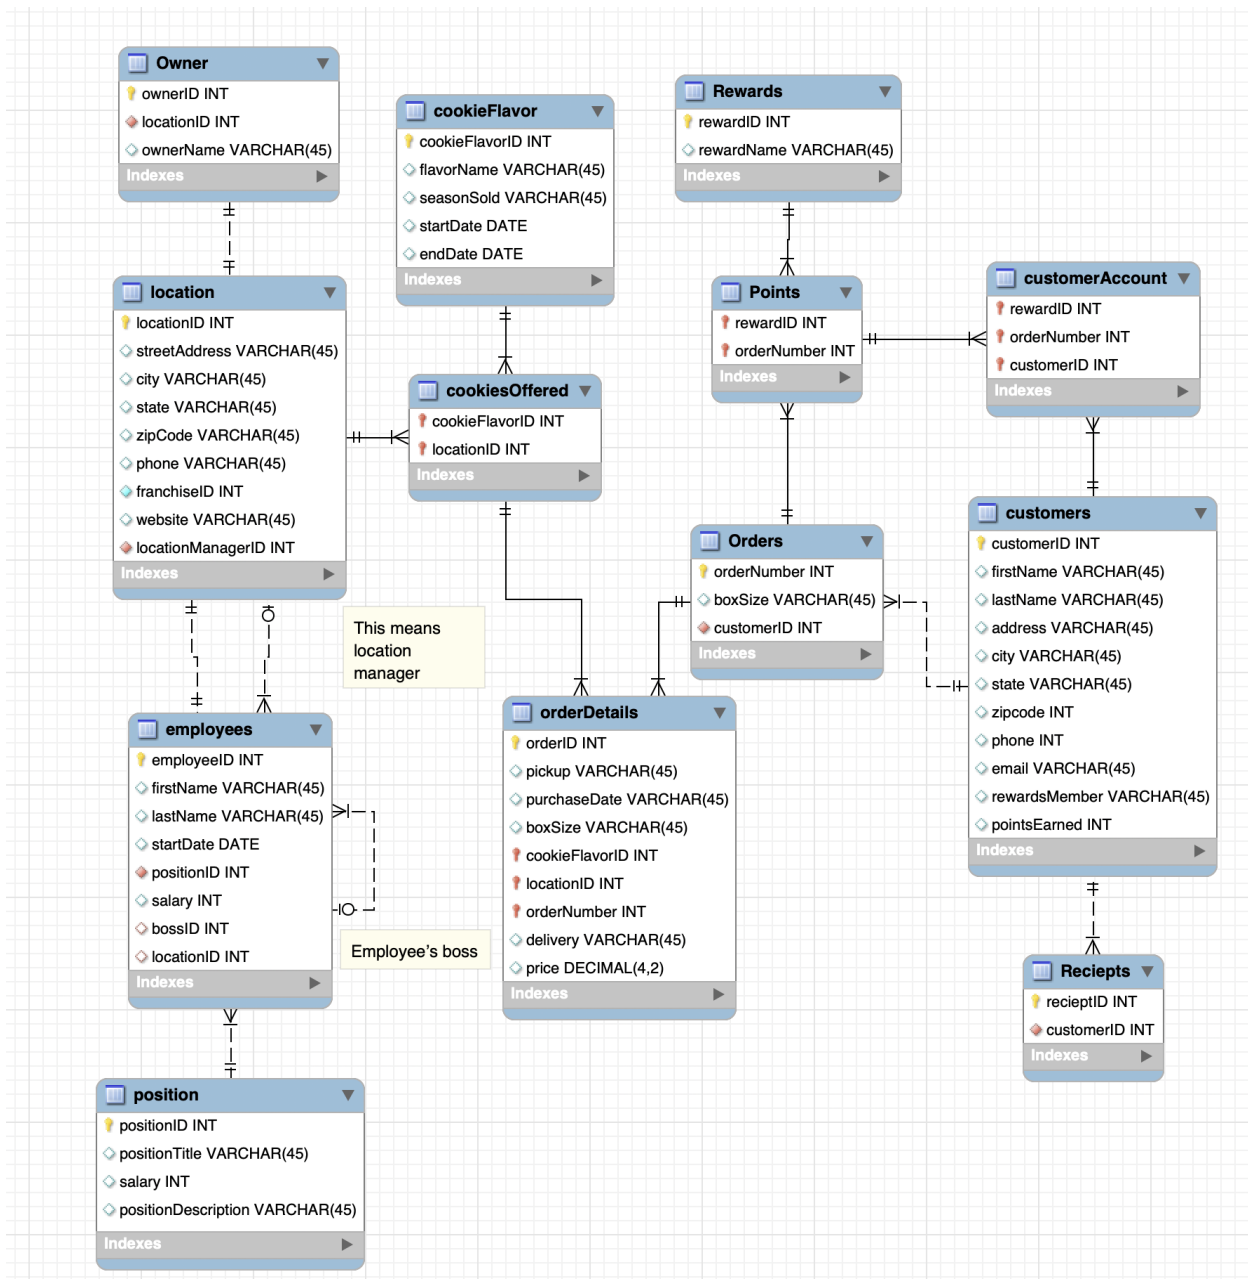 Owner
ownerID INT
locationID INT
ownerName VARCHAR(45)
Indexes
cookieFlavor
cookieFlavorID INT
flavorName VARCHAR(45)
seasonSold VARCHAR(45)
startDate DATE
endDate DATE
Indexes
Rewards
rewardID INT
rewardName VARCHAR(45)
Indexes
location
locationID INT
streetAddress VARCHAR(45)
city VARCHAR(45)
state VARCHAR(45)
zipCode VARCHAR(45)
phone VARCHAR(45)
franchiseID INT
website VARCHAR(45)
locationManagerID INT
Indexes
cookiesOffered
cookieFlavorID INT
locationID INT
Indexes
Points
rewardID INT
orderNumber INT
Indexes
customerAccount
rewardID INT
orderNumber INT
customerID INT
Indexes
This means
location
manager
Orders
orderNumber INT
boxSize VARCHAR(45)
customerID INT
Indexes
customers
customerID INT
firstName VARCHAR(45)
lastName VARCHAR(45)
address VARCHAR(45)
city VARCHAR(45)
state VARCHAR(45)
zipcode INT
phone INT
email VARCHAR(45)
rewardsMember VARCHAR(45)
pointsEarned INT
Indexes
employees
employeeID INT
firstName VARCHAR(45)
lastName VARCHAR(45)
startDate DATE
positionID INT
salary INT
bossID INT
locationID INT
Indexes
Employee's boss
orderDetails
orderID INT
pickup VARCHAR(45)
purchaseDate VARCHAR(45)
boxSize VARCHAR(45)
cookieFlavorID INT
locationID INT
orderNumber INT
delivery VARCHAR(45)
price DECIMAL(4,2)
Indexes
Reciepts
recieptID INT
customerID INT
Indexes
position
positionID INT
positionTitle VARCHAR(45)
salary INT
positionDescription VARCHAR(45)
Indexes